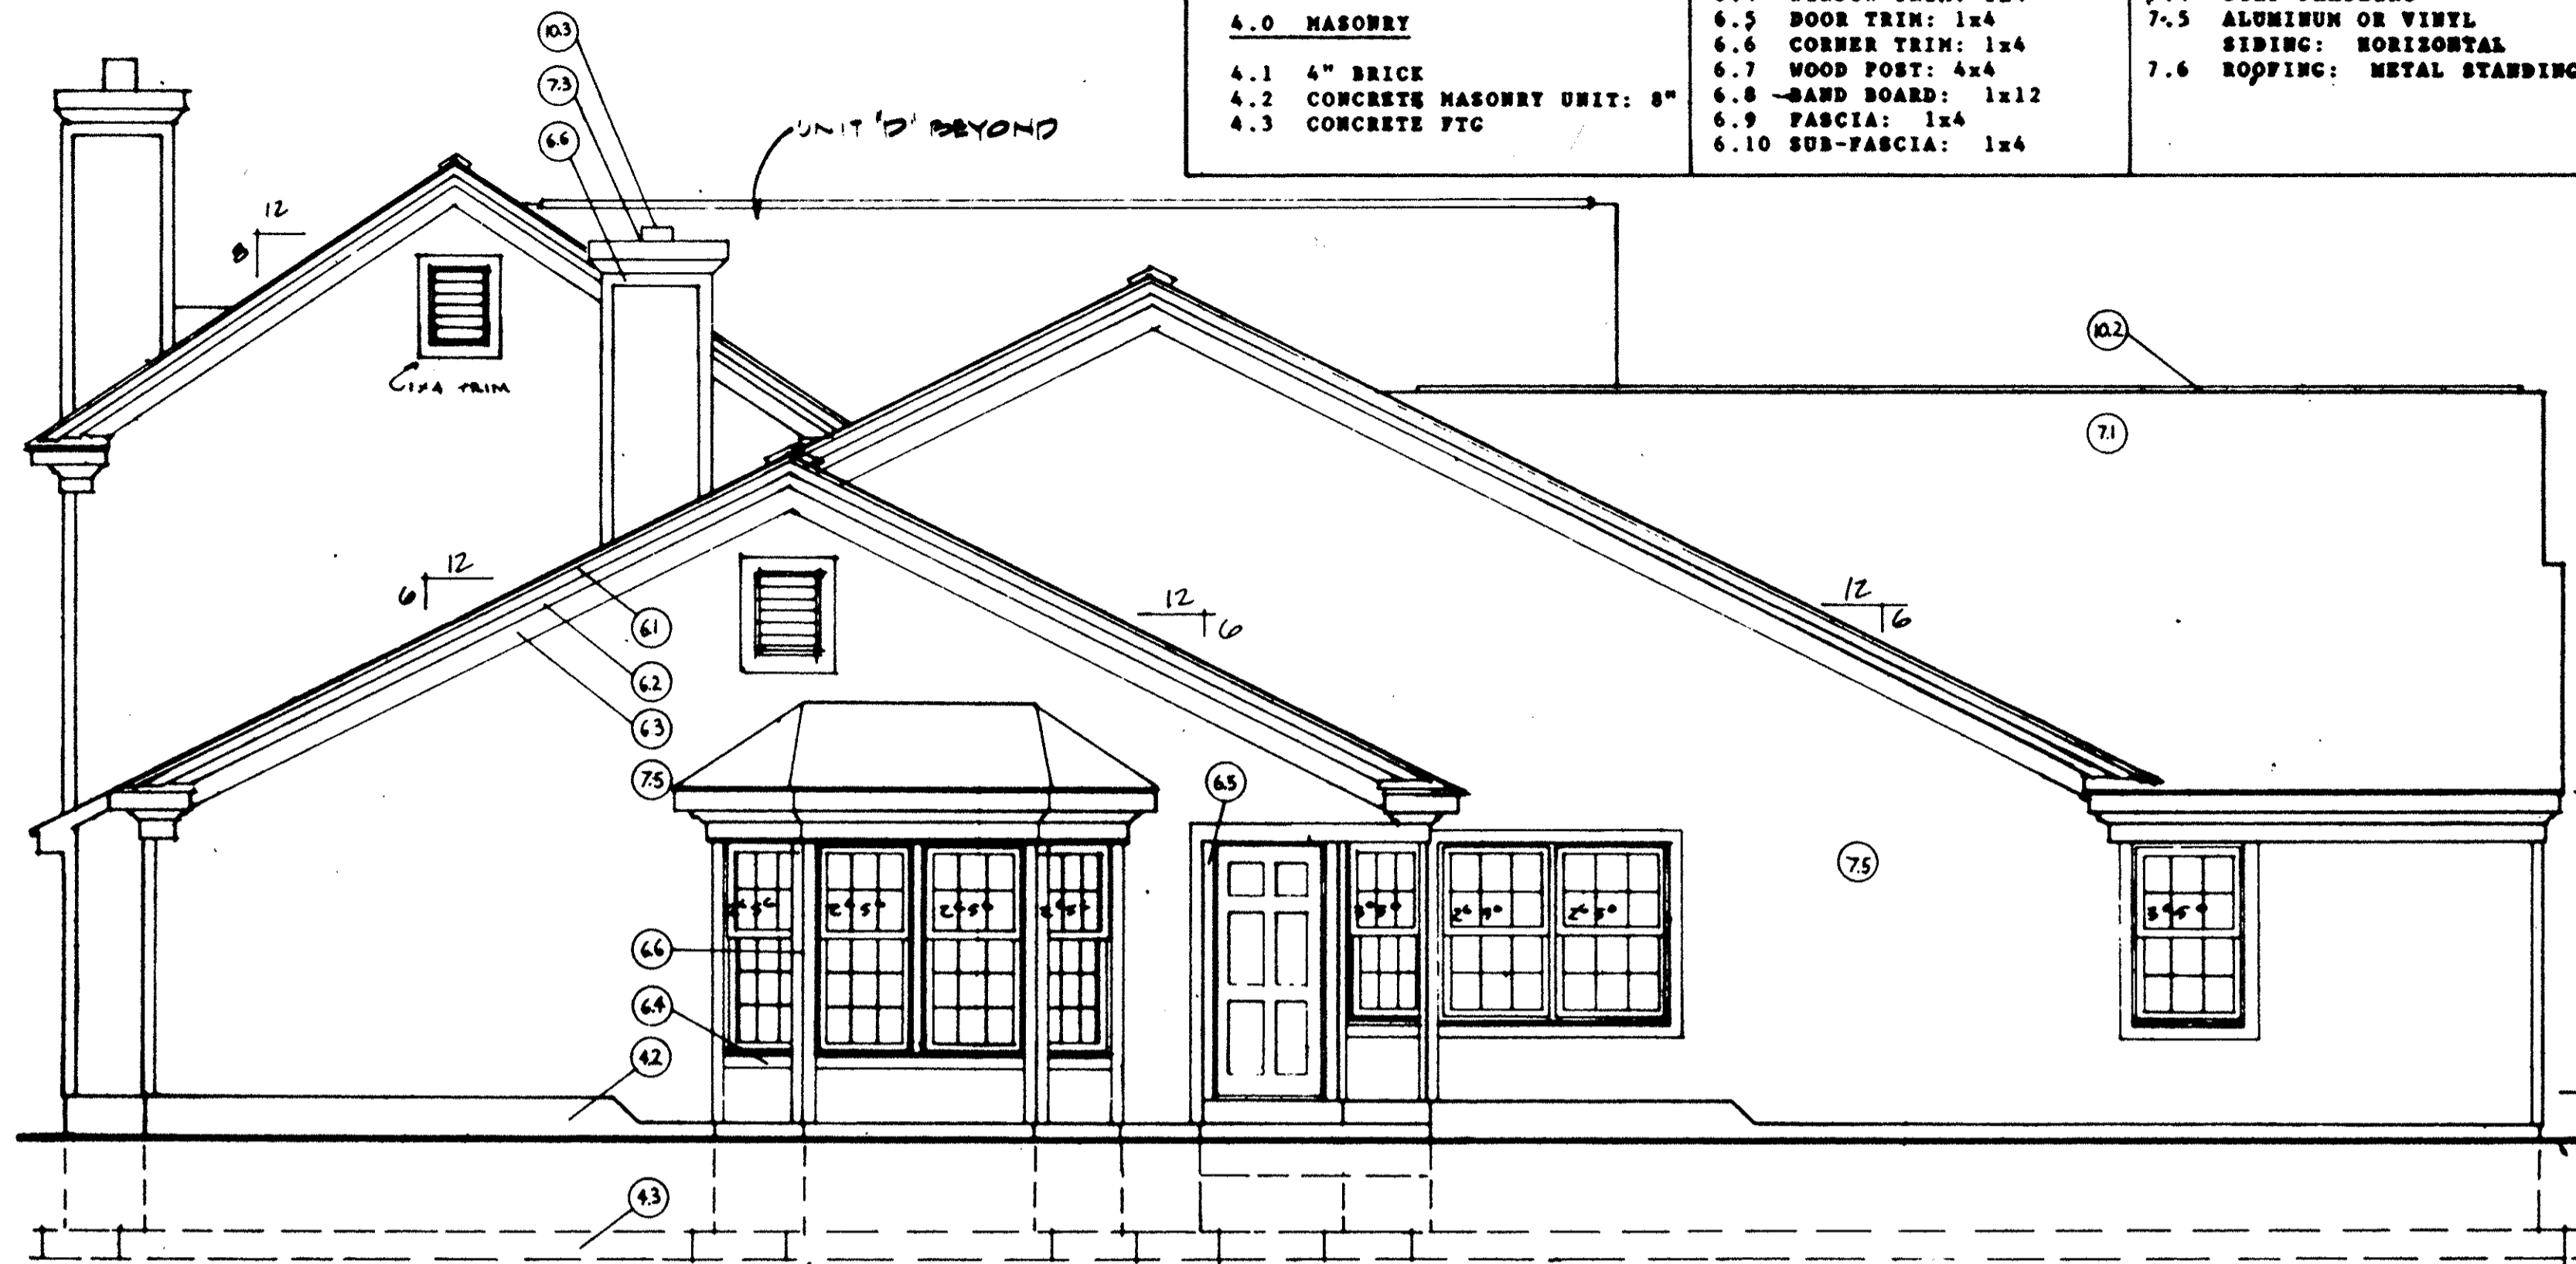 4.0 MASONRY
4.1 4" BRICK
4.2 CONCRETE MASONRY UNIT: 8"
4.3 CONCRETE FTG
6.5 DOOR TRIM: 1x4
6.6 CORNER TRIM: 1x4
6.7 WOOD POST: 4x4
6.8 BAND BOARD: 1x12
6.9 FASCIA: 1x4
6.10 SUB-FASCIA: 1x4
7.5 ALUMINUM OR VINYL
SIDING: HORIZONTAL
7.6 ROOFING: METAL STANDING
10.3
7.3
6.6
UNIT 'D' BEYOND
12
8
1x4 TRIM
10.2
7.1
12
6
12
6
12
6
6.1
6.2
6.3
7.5
6.5
7.5
2⁶5⁰
2⁶5⁰
2⁶5⁰
3⁰5⁰
6.6
6.4
4.2
4.3